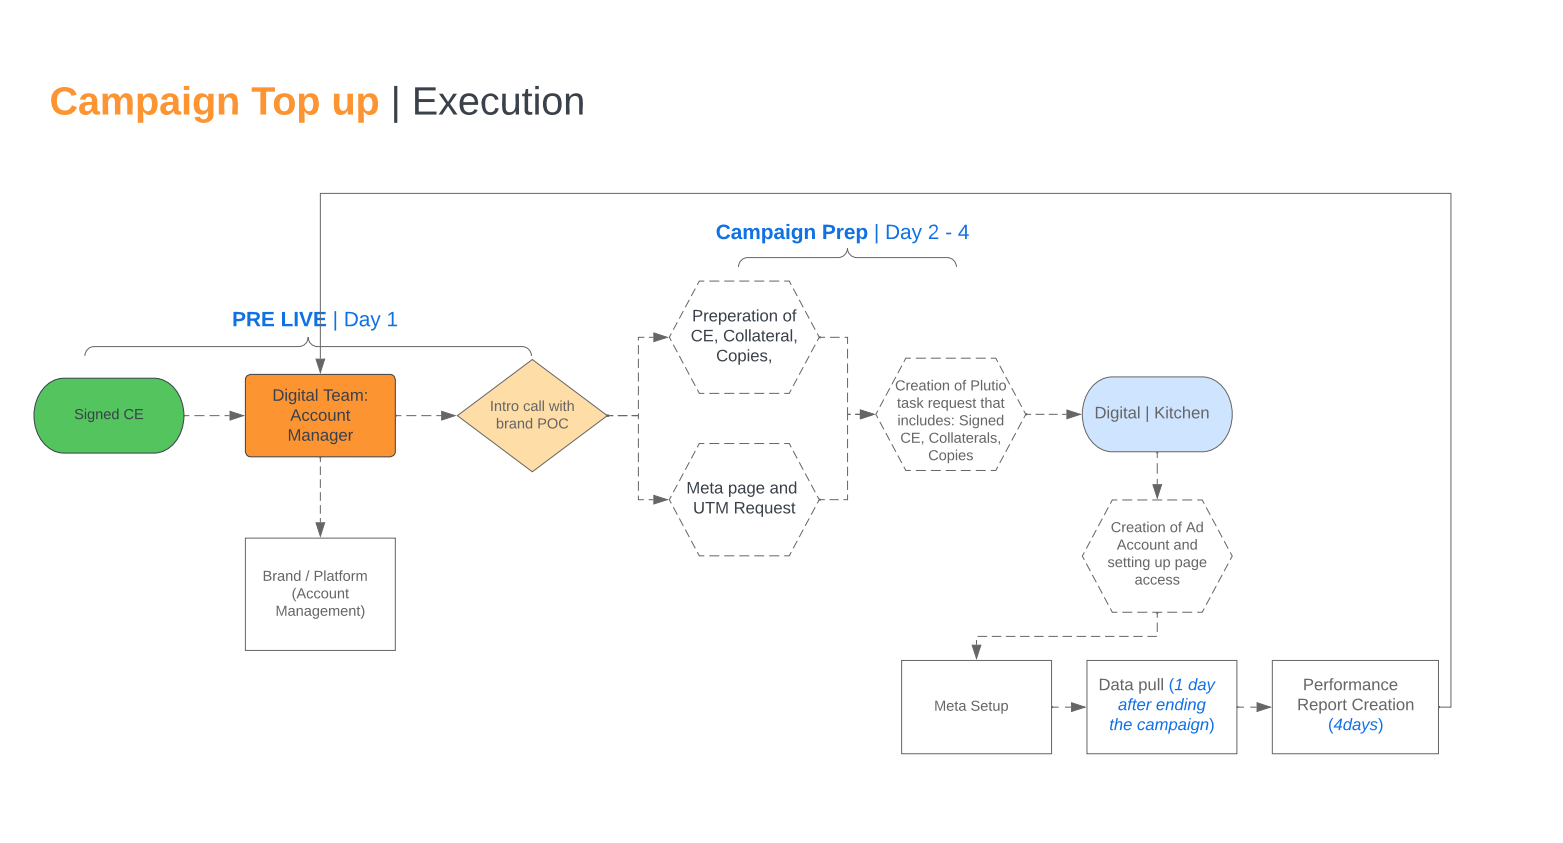 Campaign Top up | Execution
Campaign Prep | Day 2 - 4
PRE LIVE | Day 1
Signed CE
Digital Team:
Account
Manager
Intro call with
brand POC
Preperation of
CE, Collateral,
Copies,
Meta page and
UTM Request
Creation of Plutio
task request that
includes: Signed
CE, Collaterals,
Copies
Digital | Kitchen
Brand / Platform
(Account
Management)
Creation of Ad
Account and
setting up page
access
Meta Setup
Data pull (1 day
after ending
the campaign)
Performance
Report Creation
(4days)